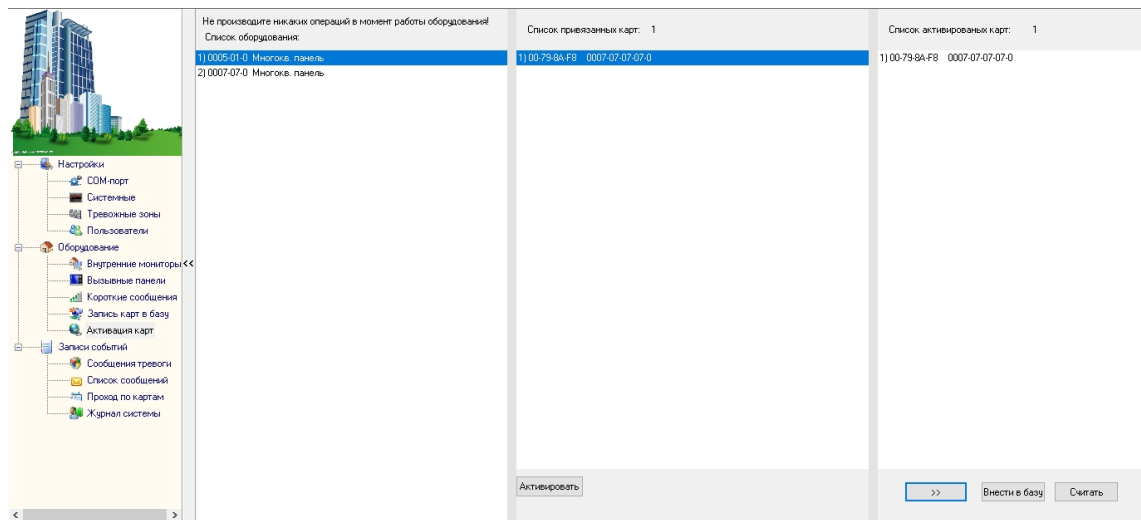 Не производите никаких операций в момент работы оборудования!
Список оборудования:
1) 0005-01-0 Многокв. панель
2) 0007-07-0 Многокв. панель
Список привязанных карт: 1
1) 00-79-8A-F8 0007-07-07-07-0
Активировать
Список активированых карт: 1
1) 00-79-8A-F8 0007-07-07-07-0
>>
Внести в базу
Считать
Настройки
COM-порт
Системные
Тревожные зоны
Пользователи
Оборудование
Внутренние мониторы
<<
Вызывные панели
Короткие сообщения
Запись карт в базу
Активация карт
Записи событий
Сообщения тревоги
Список сообщений
Проход по картам
Журнал системы